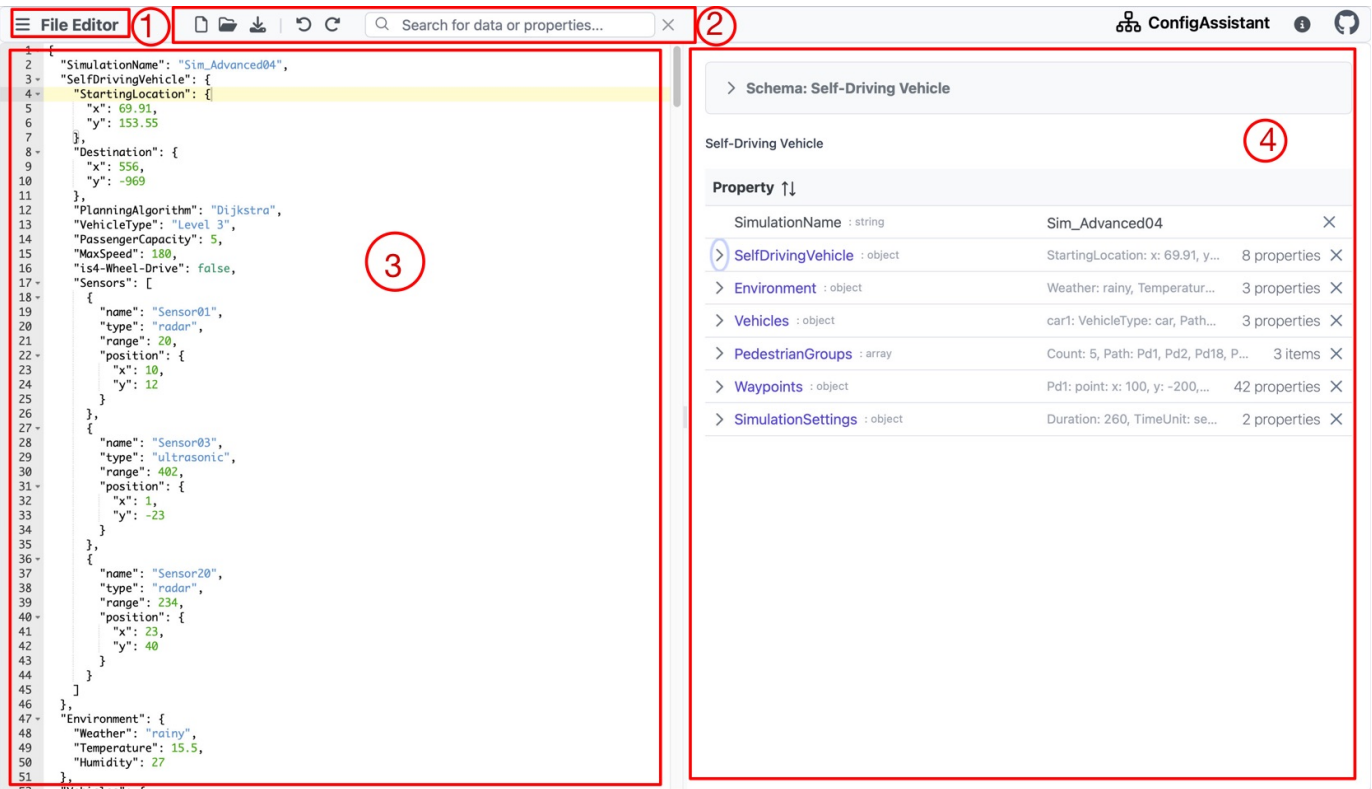 File Editor
1
Search for data or properties...
2
ConfigAssistant
1 {
2 "SimulationName": "Sim_Advanced04",
3 "SelfDrivingVehicle": {
4 "StartingLocation": {
5 "x": 69.91,
6 "y": 153.55
7 },
8 "Destination": {
9 "x": 556,
10 "y": -969
11 },
12 "PlanningAlgorithm": "Dijkstra",
13 "VehicleType": "Level 3",
14 "PassengerCapacity": 5,
15 "MaxSpeed": 180,
16 "is4-Wheel-Drive": false,
17 "Sensors": [
18 {
19 "name": "Sensor01",
20 "type": "radar",
21 "range": 20,
22 "position": {
23 "x": 10,
24 "y": 12
25 }
26 },
27 {
28 "name": "Sensor03",
29 "type": "ultrasonic",
30 "range": 402,
31 "position": {
32 "x": 1,
33 "y": -23
34 }
35 },
36 {
37 "name": "Sensor20",
38 "type": "radar",
39 "range": 234,
40 "position": {
41 "x": 23,
42 "y": 40
43 }
44 }
45 ]
46 },
47 "Environment": {
48 "Weather": "rainy",
49 "Temperature": 15.5,
50 "Humidity": 27
51 },
3
Schema: Self-Driving Vehicle
4
Self-Driving Vehicle
Property
SimulationName : string Sim_Advanced04
SelfDrivingVehicle : object StartingLocation: x: 69.91, y... 8 properties
Environment : object Weather: rainy, Temperatur... 3 properties
Vehicles : object car1: VehicleType: car, Path... 3 properties
PedestrianGroups : array Count: 5, Path: Pd1, Pd2, Pd18, P... 3 items
Waypoints : object Pd1: point: x: 100, y: -200,... 42 properties
SimulationSettings : object Duration: 260, TimeUnit: se... 2 properties